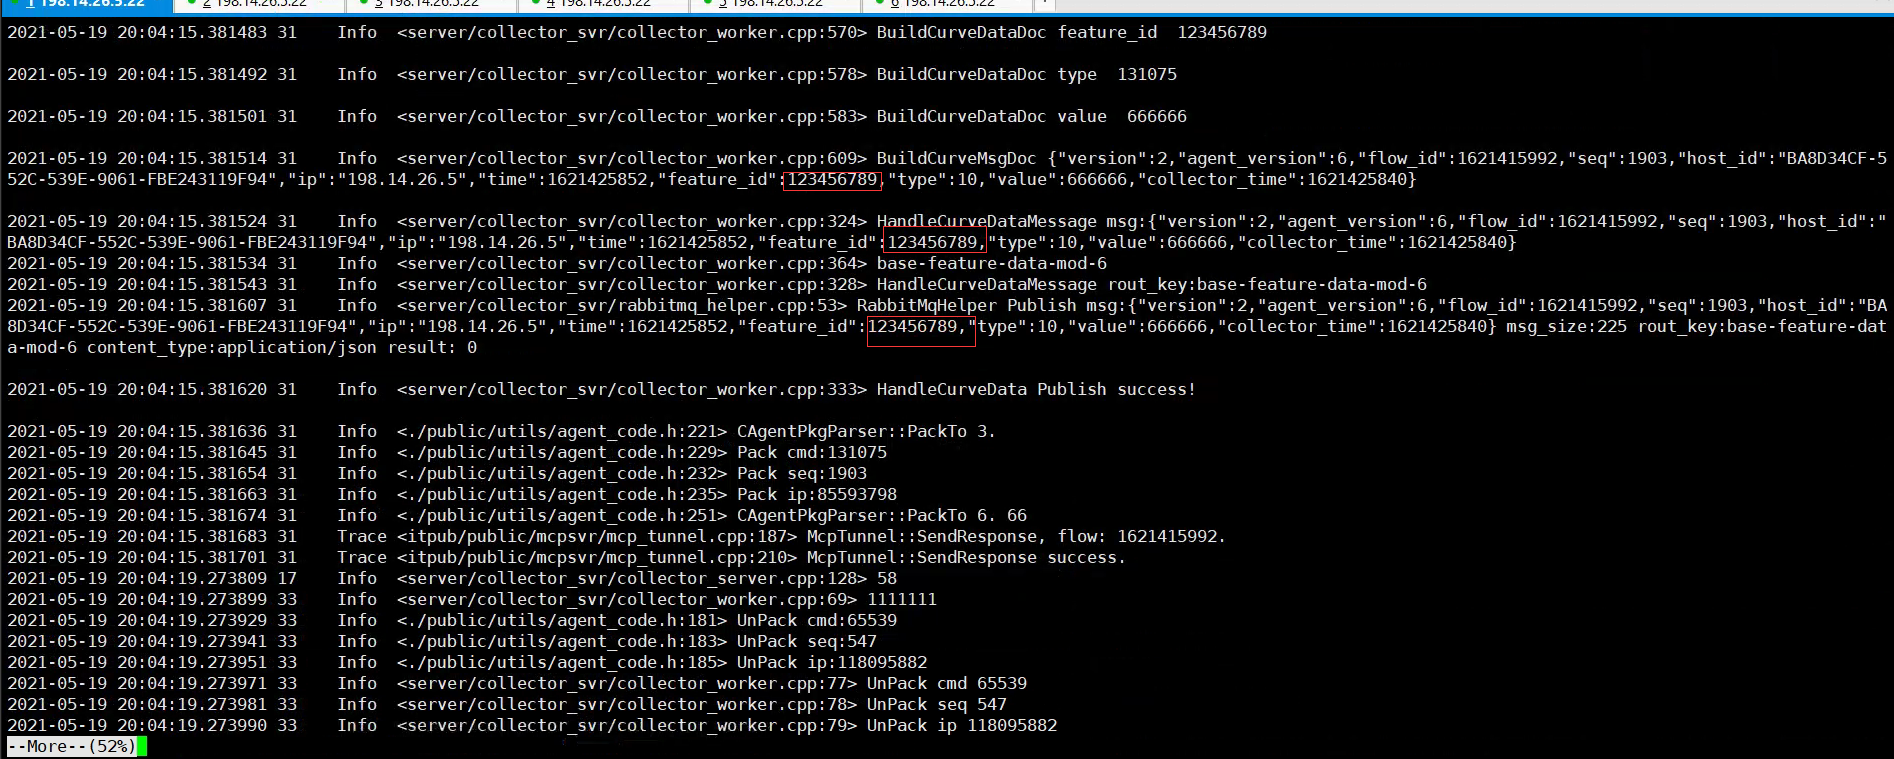 1 198.14.26.5:22 2 198.14.26.5:22 3 198.14.26.5:22 4 198.14.26.5:22 5 198.14.26.5:22 6 198.14.26.5:22
2021-05-19 20:04:15.381483 31 Info <server/collector_svr/collector_worker.cpp:570> BuildCurveDataDoc feature_id 123456789
2021-05-19 20:04:15.381492 31 Info <server/collector_svr/collector_worker.cpp:578> BuildCurveDataDoc type 131075
2021-05-19 20:04:15.381501 31 Info <server/collector_svr/collector_worker.cpp:583> BuildCurveDataDoc value 666666
2021-05-19 20:04:15.381514 31 Info <server/collector_svr/collector_worker.cpp:609> BuildCurveMsgDoc {"version":2,"agent_version":6,"flow_id":1621415992,"seq":1903,"host_id":"BA8D34CF-5
52C-539E-9061-FBE243119F94","ip":"198.14.26.5","time":1621425852,"feature_id":123456789,"type":10,"value":666666,"collector_time":1621425840}
2021-05-19 20:04:15.381524 31 Info <server/collector_svr/collector_worker.cpp:324> HandleCurveDataMessage msg:{"version":2,"agent_version":6,"flow_id":1621415992,"seq":1903,"host_id":"
BA8D34CF-552C-539E-9061-FBE243119F94","ip":"198.14.26.5","time":1621425852,"feature_id":123456789,"type":10,"value":666666,"collector_time":1621425840}
2021-05-19 20:04:15.381534 31 Info <server/collector_svr/collector_worker.cpp:364> base-feature-data-mod-6
2021-05-19 20:04:15.381543 31 Info <server/collector_svr/collector_worker.cpp:328> HandleCurveDataMessage rout_key:base-feature-data-mod-6
2021-05-19 20:04:15.381607 31 Info <server/collector_svr/rabbitmq_helper.cpp:53> RabbitMqHelper Publish msg:{"version":2,"agent_version":6,"flow_id":1621415992,"seq":1903,"host_id":"BA
8D34CF-552C-539E-9061-FBE243119F94","ip":"198.14.26.5","time":1621425852,"feature_id":123456789,"type":10,"value":666666,"collector_time":1621425840} msg_size:225 rout_key:base-feature-dat
a-mod-6 content_type:application/json result: 0
2021-05-19 20:04:15.381620 31 Info <server/collector_svr/collector_worker.cpp:333> HandleCurveData Publish success!
2021-05-19 20:04:15.381636 31 Info <./public/utils/agent_code.h:221> CAgentPkgParser::PackTo 3.
2021-05-19 20:04:15.381645 31 Info <./public/utils/agent_code.h:229> Pack cmd:131075
2021-05-19 20:04:15.381654 31 Info <./public/utils/agent_code.h:232> Pack seq:1903
2021-05-19 20:04:15.381663 31 Info <./public/utils/agent_code.h:235> Pack ip:85593798
2021-05-19 20:04:15.381674 31 Info <./public/utils/agent_code.h:251> CAgentPkgParser::PackTo 6. 66
2021-05-19 20:04:15.381683 31 Trace <itpub/public/mcpsvr/mcp_tunnel.cpp:187> McpTunnel::SendResponse, flow: 1621415992.
2021-05-19 20:04:15.381701 31 Trace <itpub/public/mcpsvr/mcp_tunnel.cpp:210> McpTunnel::SendResponse success.
2021-05-19 20:04:19.273809 17 Info <server/collector_svr/collector_server.cpp:128> 58
2021-05-19 20:04:19.273899 33 Info <server/collector_svr/collector_worker.cpp:69> 1111111
2021-05-19 20:04:19.273929 33 Info <./public/utils/agent_code.h:181> UnPack cmd:65539
2021-05-19 20:04:19.273941 33 Info <./public/utils/agent_code.h:183> UnPack seq:547
2021-05-19 20:04:19.273951 33 Info <./public/utils/agent_code.h:185> UnPack ip:118095882
2021-05-19 20:04:19.273971 33 Info <server/collector_svr/collector_worker.cpp:77> UnPack cmd 65539
2021-05-19 20:04:19.273981 33 Info <server/collector_svr/collector_worker.cpp:78> UnPack seq 547
2021-05-19 20:04:19.273990 33 Info <server/collector_svr/collector_worker.cpp:79> UnPack ip 118095882
--More--(52%)